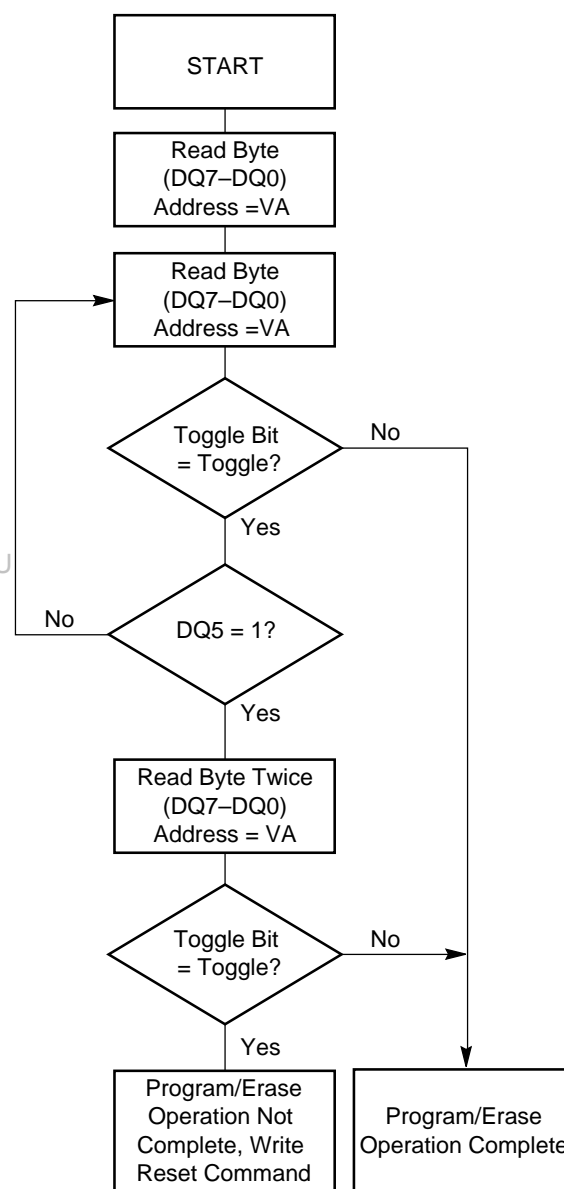 START
Read Byte
(DQ7–DQ0)
Address =VA
Read Byte
(DQ7–DQ0)
Address =VA
Toggle Bit
= Toggle?
No
Yes
DQ5 = 1?
No
Yes
Read Byte Twice
(DQ7–DQ0)
Address = VA
Toggle Bit
= Toggle?
No
Yes
Program/Erase
Operation Not
Complete, Write
Reset Command
Program/Erase
Operation Complete